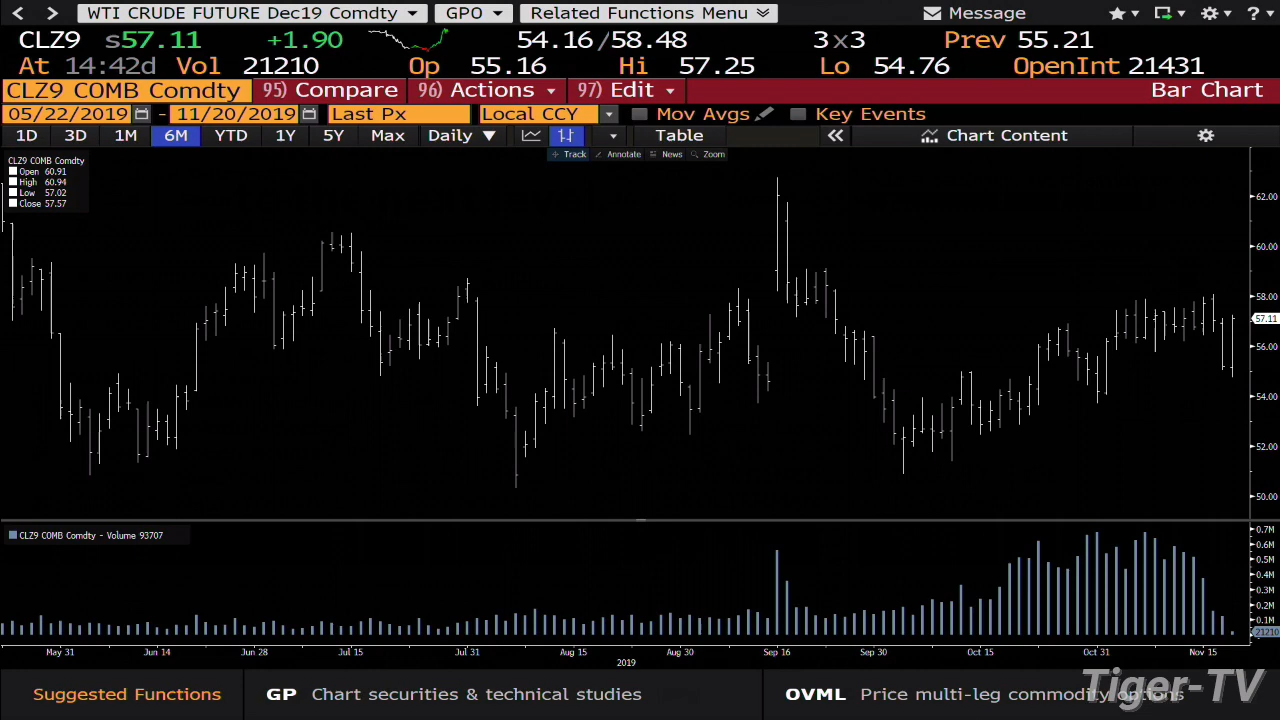 WTI CRUDE FUTURE Dec19 Comdty GPO Related Functions Menu Message ?
CLZ9 s57.11 +1.90 54.16/58.48 3x3 Prev 55.21
At 14:42d Vol 21210 Op 55.16 Hi 57.25 Lo 54.76 OpenInt 21431
CLZ9 COMB Comdty 95) Compare 96) Actions 97) Edit Bar Chart
05/22/2019 - 11/20/2019 Last Px Local CCY Mov Avgs Key Events
1D 3D 1M 6M YTD 1Y 5Y Max Daily Table Chart Content
Track Annotate News Zoom
CLZ9 COMB Comdty
Open 60.91
High 60.94
Low 57.02
Close 57.57
62.00
60.00
58.00
57.11
56.00
54.00
52.00
50.00
CLZ9 COMB Comdty - Volume 93707
0.7M
0.6M
0.5M
0.4M
0.3M
0.2M
0.1M
21210
May 31 Jun 14 Jun 28 Jul 15 Jul 31 Aug 15 Aug 30 Sep 16 Sep 30 Oct 15 Oct 31 Nov 15
2019
Suggested Functions GP Chart securities & technical studies OVML Price multi-leg commodity options
Tiger-TV